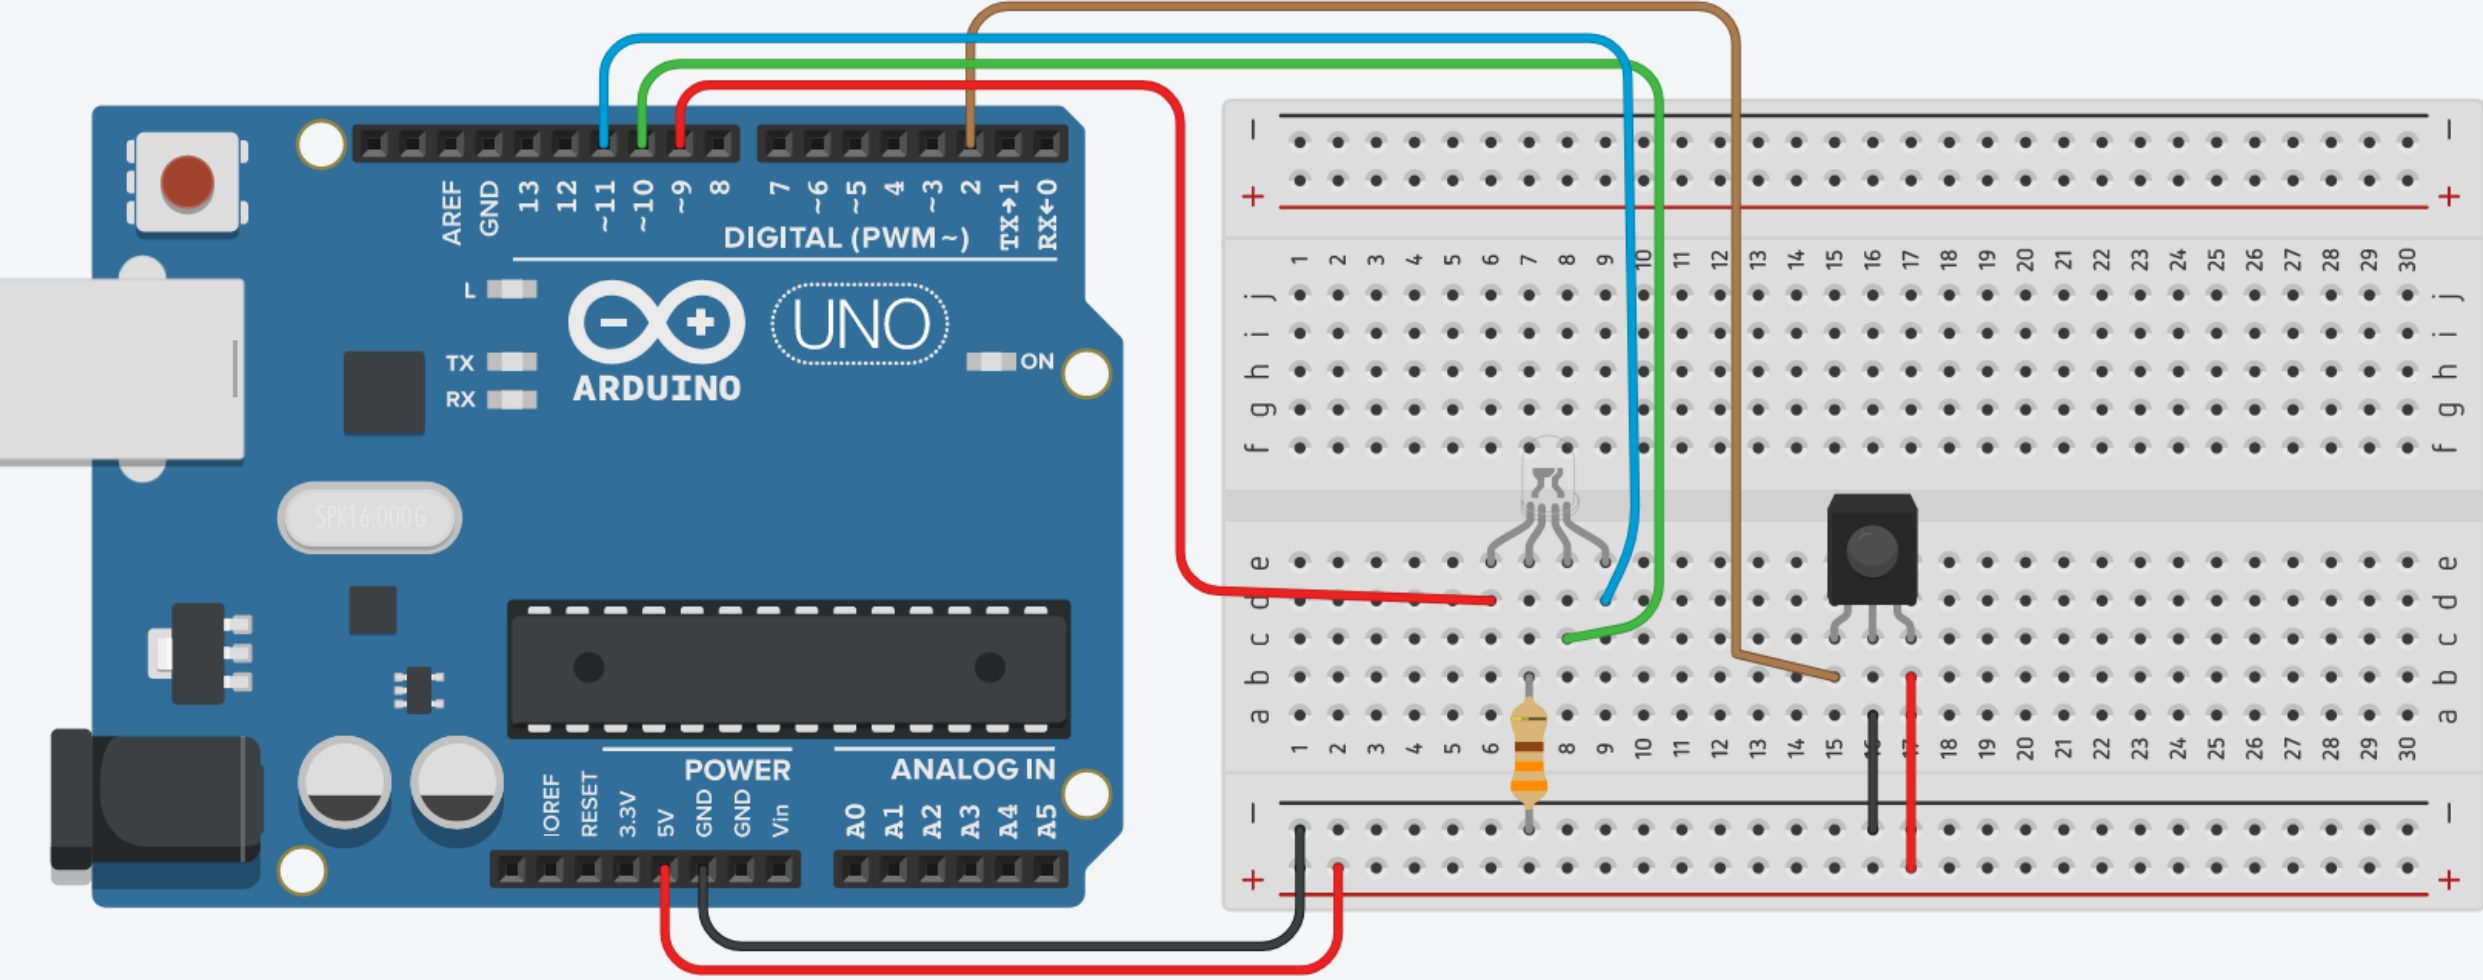 AREF GND 13 12 ~11 ~10 ~9 8 7 ~6 ~5 4 ~3 2 TX→1 RX←0
DIGITAL (PWM ~)
L
TX
RX
UNO
ON
ARDUINO
SPK16.000G
POWER
ANALOG IN
IOREF RESET 3.3V 5V GND GND Vin A0 A1 A2 A3 A4 A5
− −
+ +
1 2 3 4 5 6 7 8 9 10 11 12 13 14 15 16 17 18 19 20 21 22 23 24 25 26 27 28 29 30
j j
i i
h h
g g
f f
e e
d d
c c
b b
a a
1 2 3 4 5 6 7 8 9 10 11 12 13 14 15 16 17 18 19 20 21 22 23 24 25 26 27 28 29 30
− −
+ +